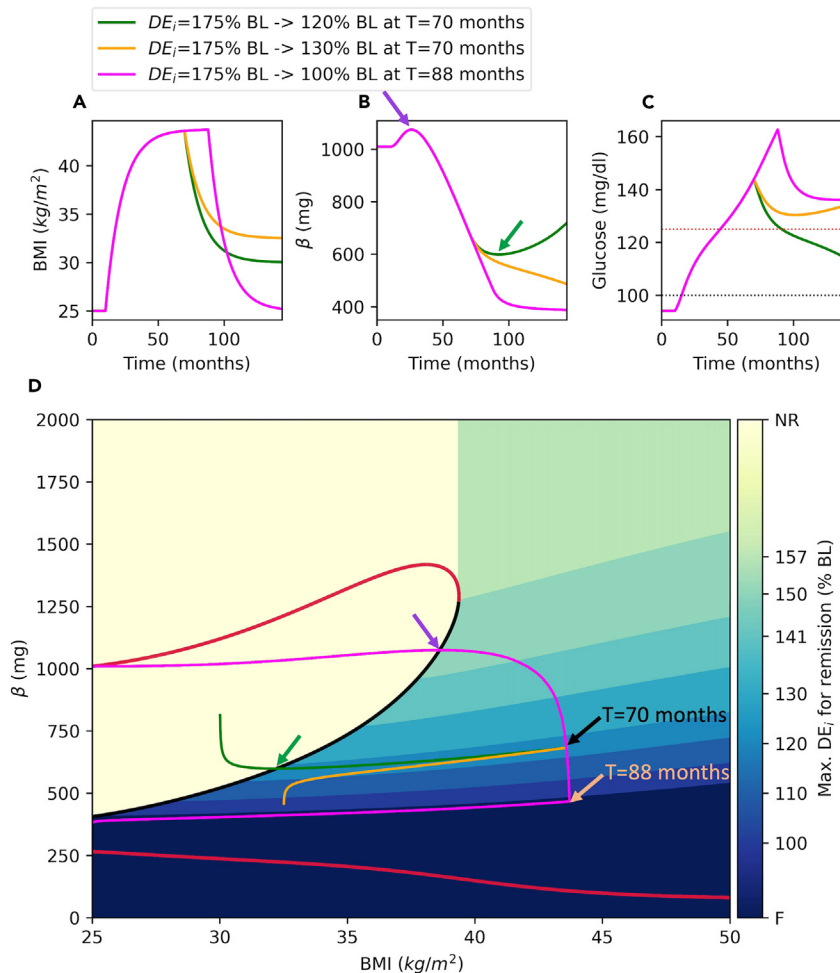 DEi=175% BL -> 120% BL at T=70 months
DEi=175% BL -> 130% BL at T=70 months
DEi=175% BL -> 100% BL at T=88 months
A
BMI (kg/m²)
40
35
30
25
0 50 100
Time (months)
B
β (mg)
1000
800
600
400
0 50 100
Time (months)
C
Glucose (mg/dl)
160
140
120
100
0 50 100
Time (months)
D
β (mg)
2000
1750
1500
1250
1000
750
500
250
0
T=70 months
T=88 months
25 30 35 40 45 50
BMI (kg/m²)
NR
157
150
141
130
120
110
100
F
Max. DEi for remission (% BL)